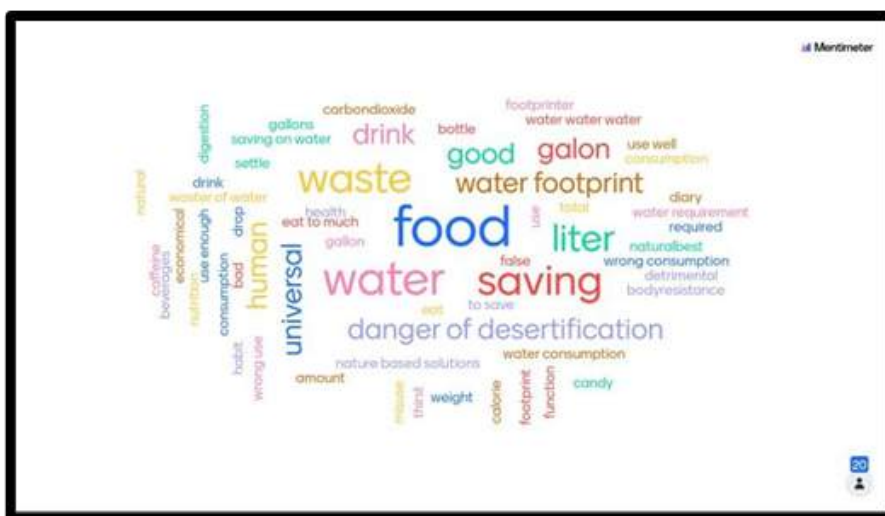 Mentimeter
carbondioxide
footprinter
water water water
gallons
saving on water
drink
bottle
good
galon
use well
consumption
digestion
settle
waste
water footprint
natural
drink
waster of water
diary
water requirement
required
economical
use enough
drop
health
eat to much
gallon
food
use
total
liter
naturalbest
caffeine
beverages
nutrition
consumption
bad
human
universal
water
false
saving
wrong consumption
detrimental
bodyresistance
eat
to save
danger of desertification
habit
wrong use
nature based solutions
water consumption
amount
misuse
thirst
weight
calorie
footprint
function
candy
20